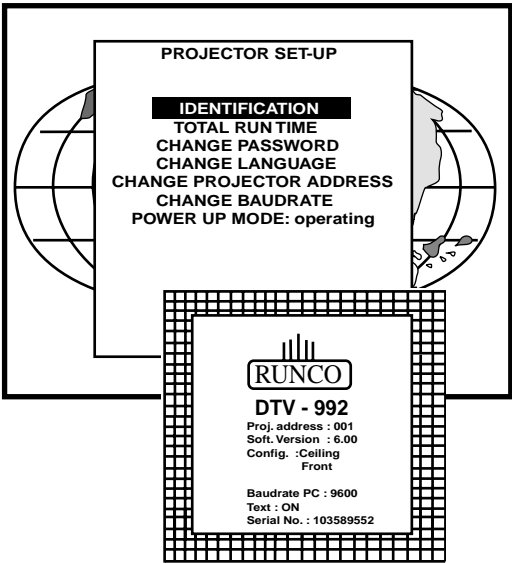 PROJECTOR SET-UP
IDENTIFICATION
TOTAL RUN TIME
CHANGE PASSWORD
CHANGE LANGUAGE
CHANGE PROJECTOR ADDRESS
CHANGE BAUDRATE
POWER UP MODE: operating
RUNCO
DTV - 992
Proj. address : 001
Soft. Version : 6.00
Config. :Ceiling
Front
Baudrate PC : 9600
Text : ON
Serial No. : 103589552